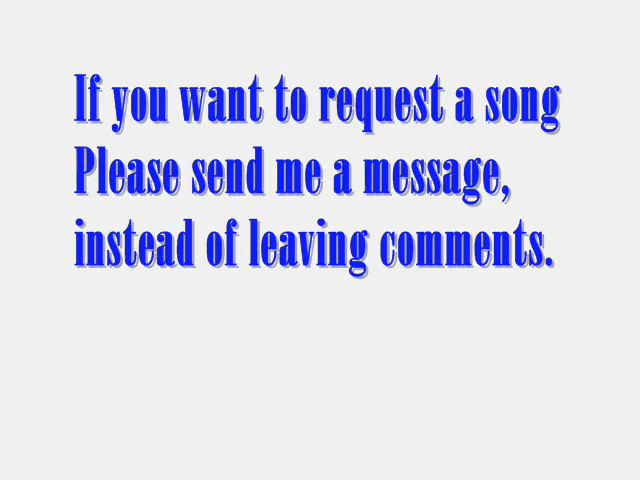 If you want to request a song
Please send me a message,
instead of leaving comments.